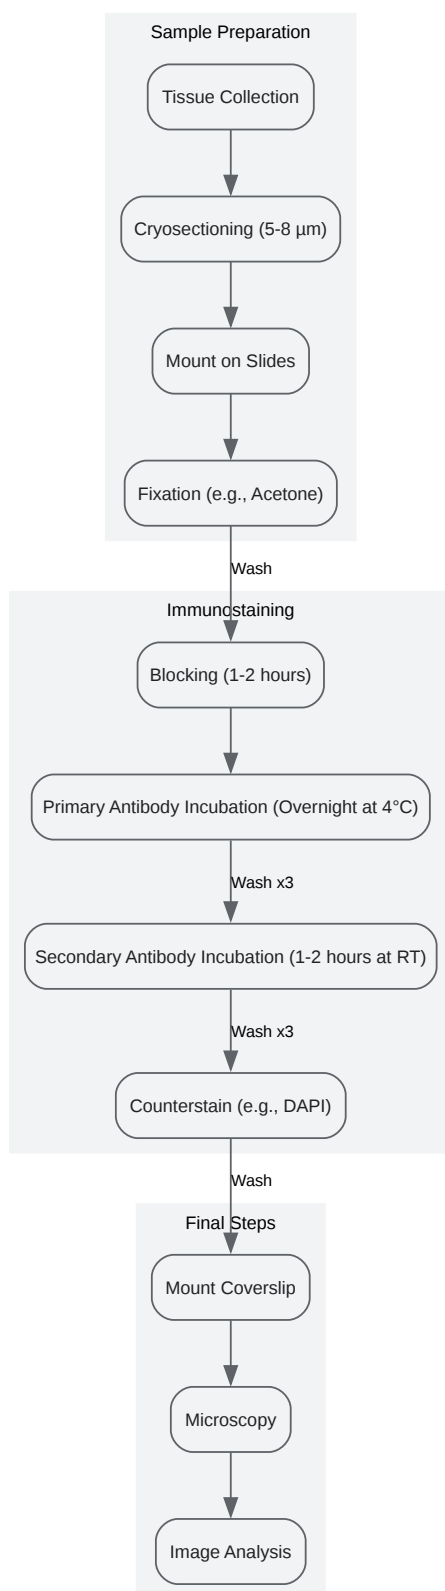 Sample Preparation
Tissue Collection
Cryosectioning (5-8 µm)
Mount on Slides
Fixation (e.g., Acetone)
Wash
Immunostaining
Blocking (1-2 hours)
Primary Antibody Incubation (Overnight at 4°C)
Wash x3
Secondary Antibody Incubation (1-2 hours at RT)
Wash x3
Counterstain (e.g., DAPI)
Wash
Final Steps
Mount Coverslip
Microscopy
Image Analysis